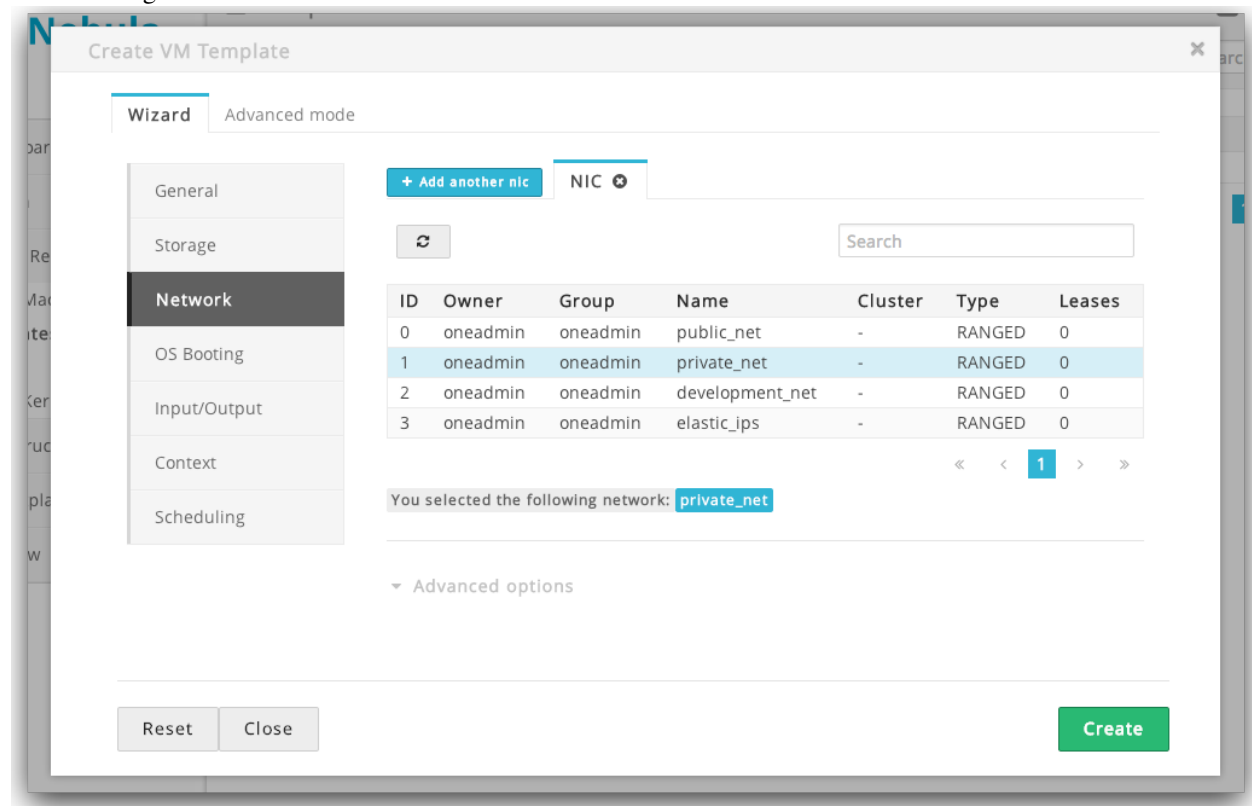 Create VM Template ×
Wizard Advanced mode
General
Storage
Network
OS Booting
Input/Output
Context
Scheduling
+ Add another nic NIC
Search
ID Owner Group Name Cluster Type Leases
0 oneadmin oneadmin public_net - RANGED 0
1 oneadmin oneadmin private_net - RANGED 0
2 oneadmin oneadmin development_net - RANGED 0
3 oneadmin oneadmin elastic_ips - RANGED 0
« < 1 > »
You selected the following network: private_net
Advanced options
Reset Close Create